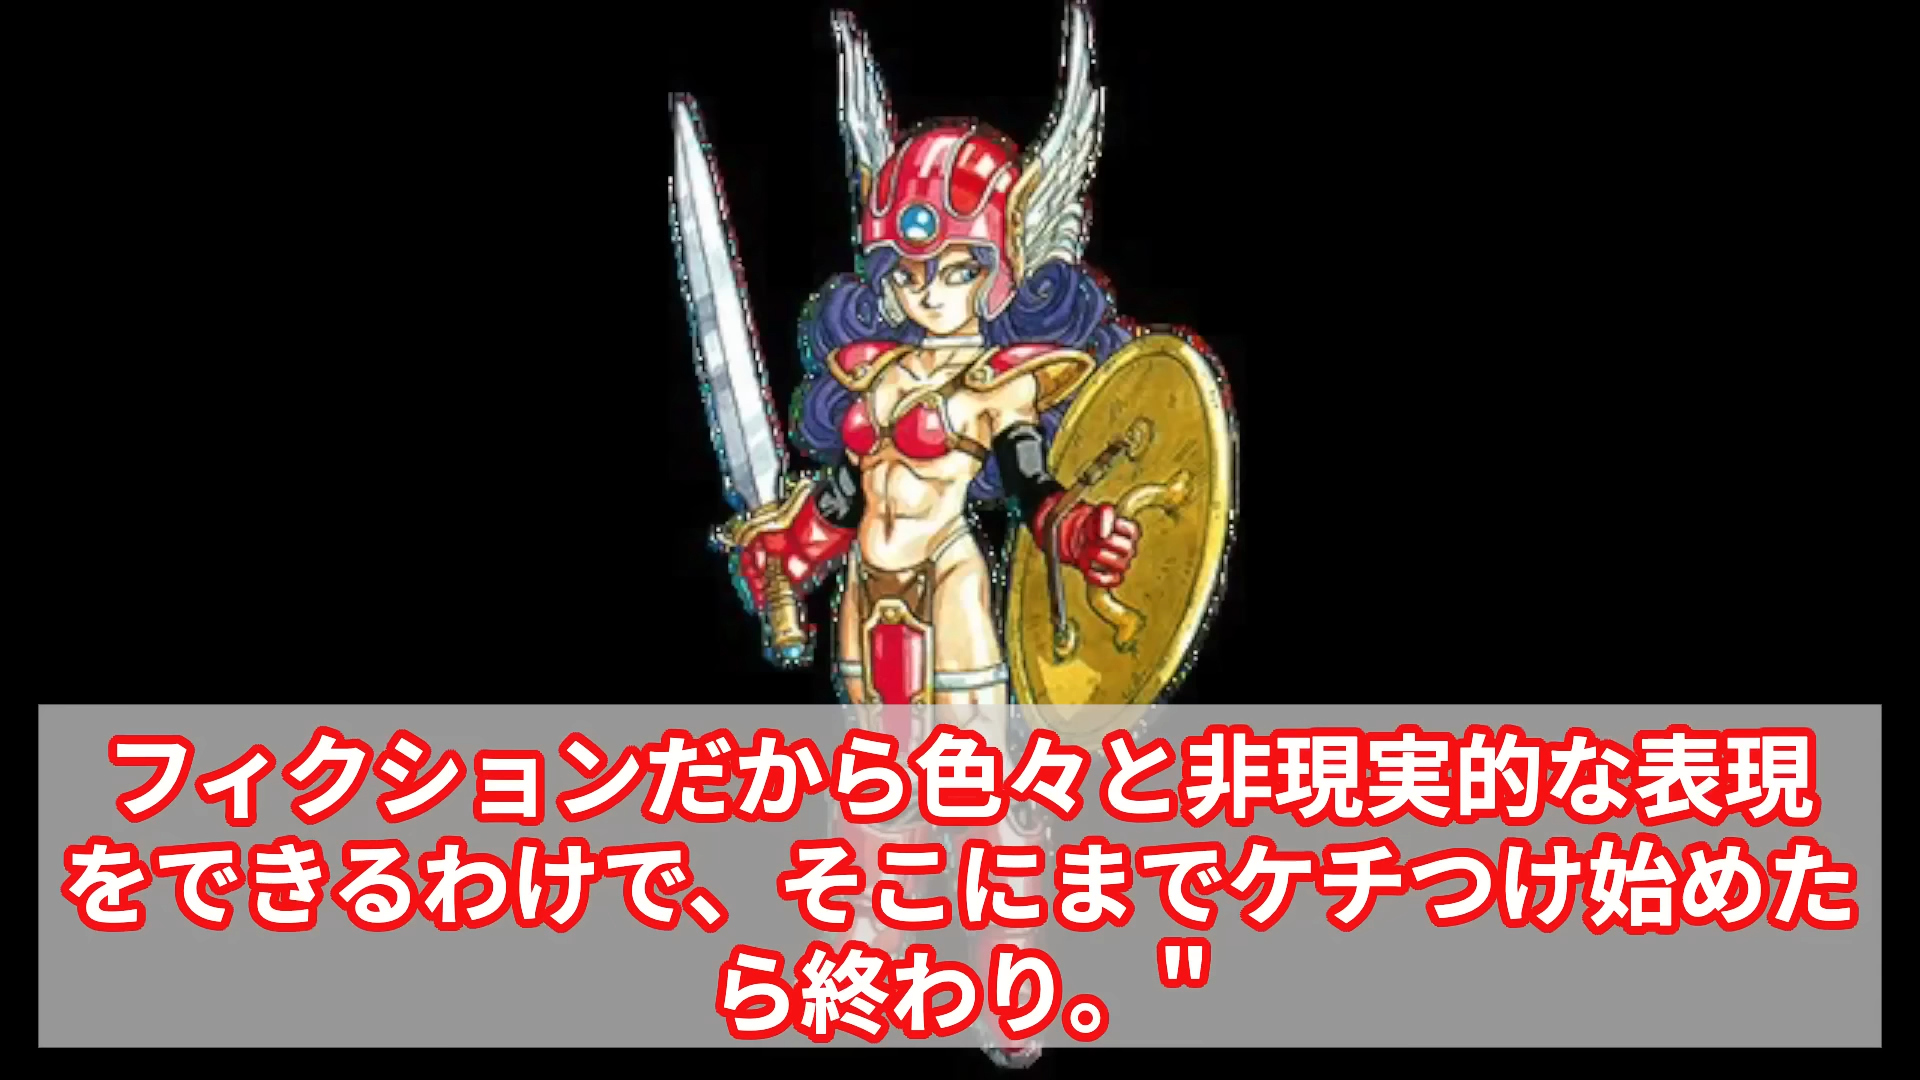 フィクションだから色々と非現実的な表現
をできるわけで、そこにまでケチつけ始めた
ら終わり。"